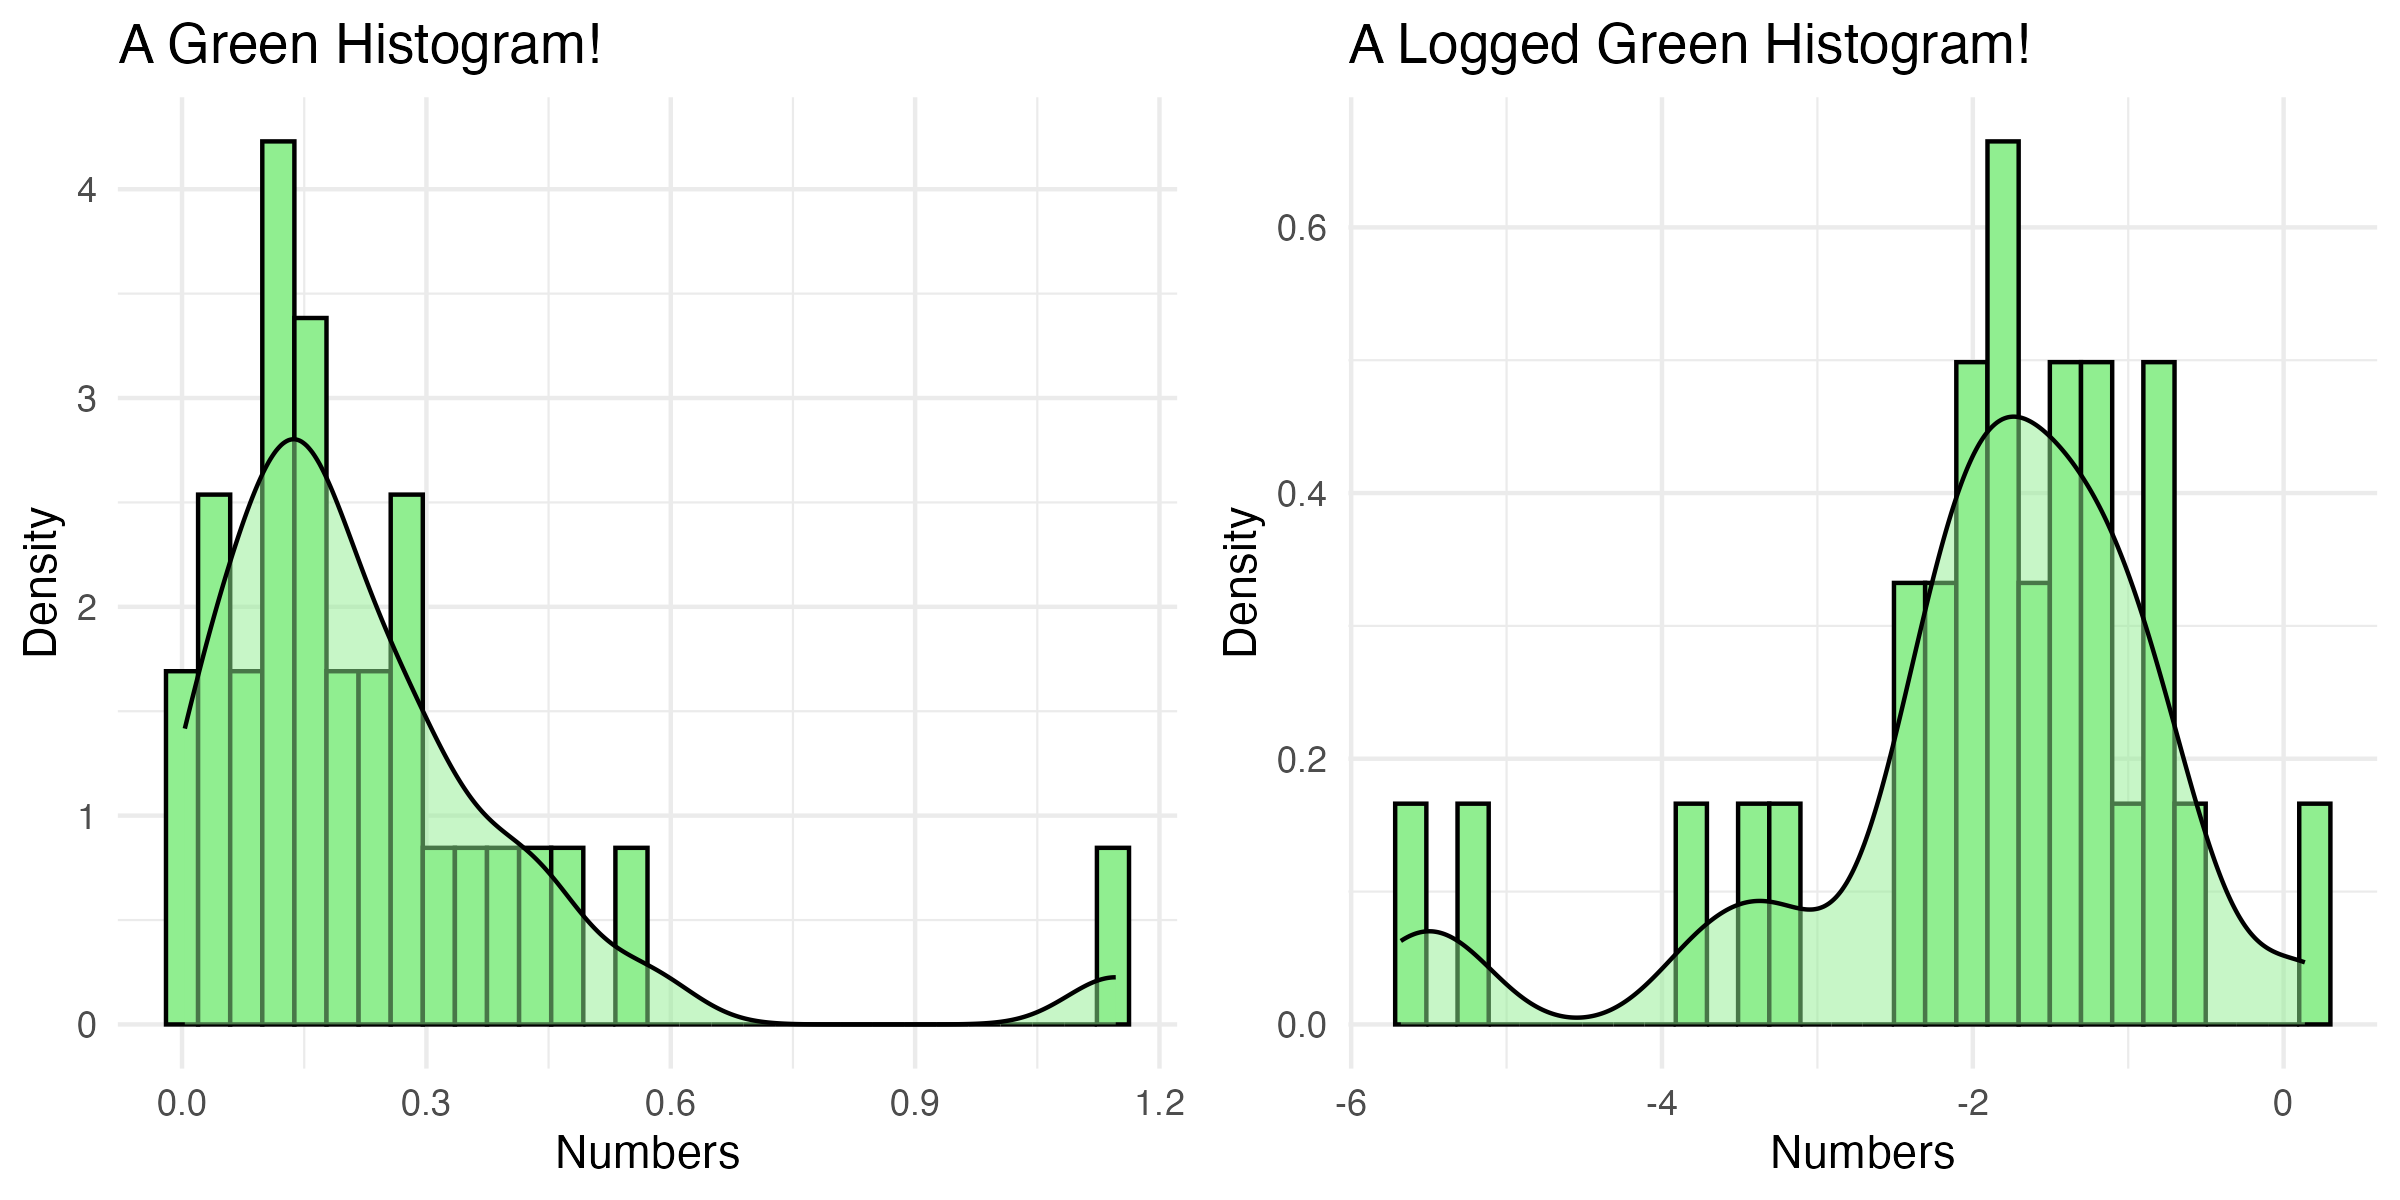 A Green Histogram!
Density
4
3
2
1
0
0.0 0.3 0.6 0.9 1.2
Numbers
A Logged Green Histogram!
Density
0.6
0.4
0.2
0.0
-6 -4 -2 0
Numbers